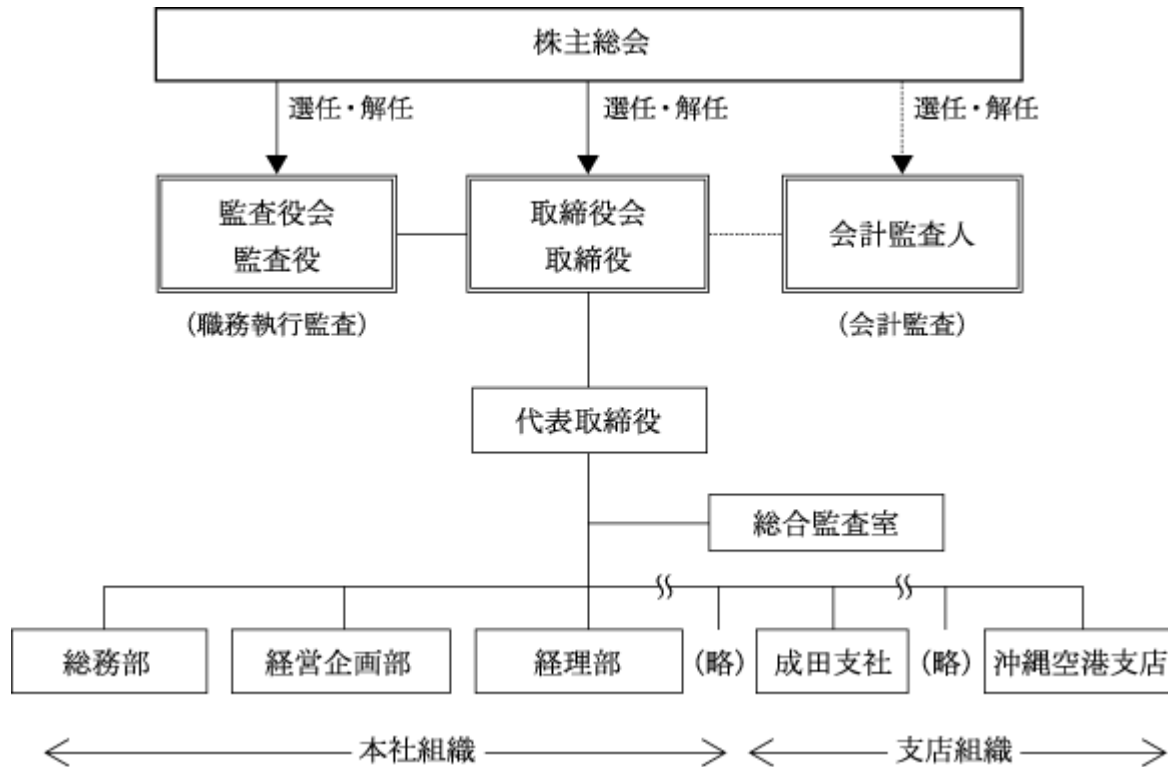 株主総会
選任・解任
選任・解任
選任・解任
監査役会
監査役
取締役会
取締役
会計監査人
（職務執行監査）
（会計監査）
代表取締役
総合監査室
総務部
経営企画部
経理部
（略）
成田支社
（略）
沖縄空港支店
本社組織
支店組織